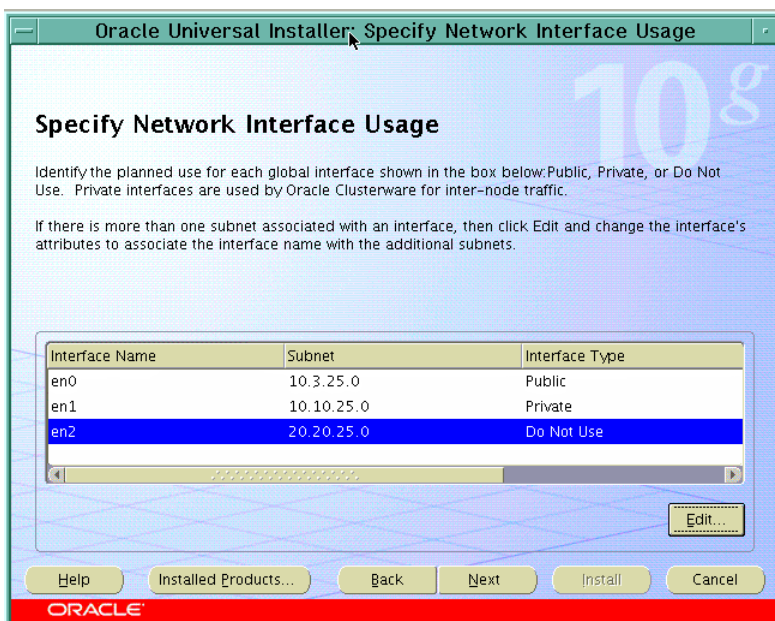 Oracle Universal Installer: Specify Network Interface Usage
10g
Specify Network Interface Usage
Identify the planned use for each global interface shown in the box below:Public, Private, or Do Not
Use. Private interfaces are used by Oracle Clusterware for inter-node traffic.
If there is more than one subnet associated with an interface, then click Edit and change the interface's
attributes to associate the interface name with the additional subnets.
Interface Name Subnet Interface Type
en0 10.3.25.0 Public
en1 10.10.25.0 Private
en2 20.20.25.0 Do Not Use
Edit...
Help Installed Products... Back Next Install Cancel
ORACLE